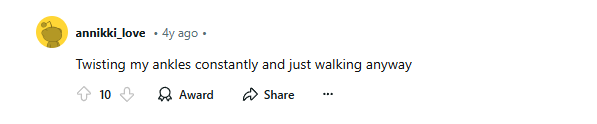 annikki_love • 4y ago •
Twisting my ankles constantly and just walking anyway
10 Award Share ...